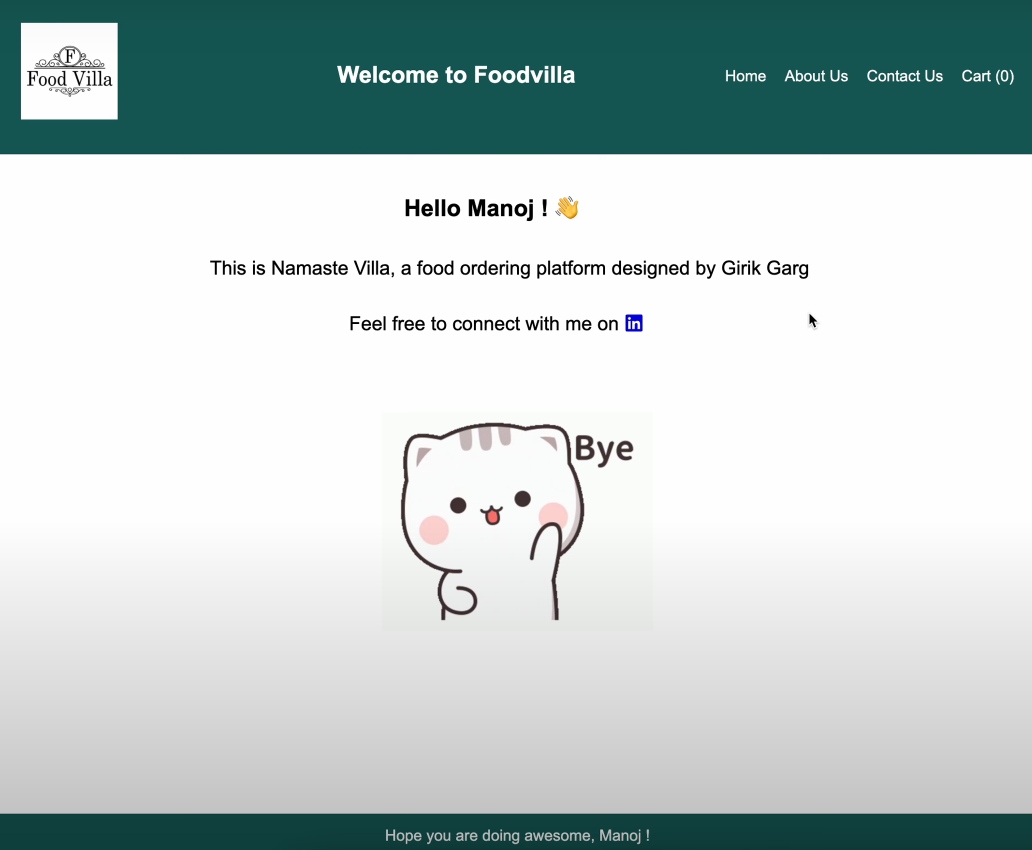 F
Food Villa
Welcome to Foodvilla
Home About Us Contact Us Cart (0)
Hello Manoj ! 👋
This is Namaste Villa, a food ordering platform designed by Girik Garg
Feel free to connect with me on in
Bye
Hope you are doing awesome, Manoj !